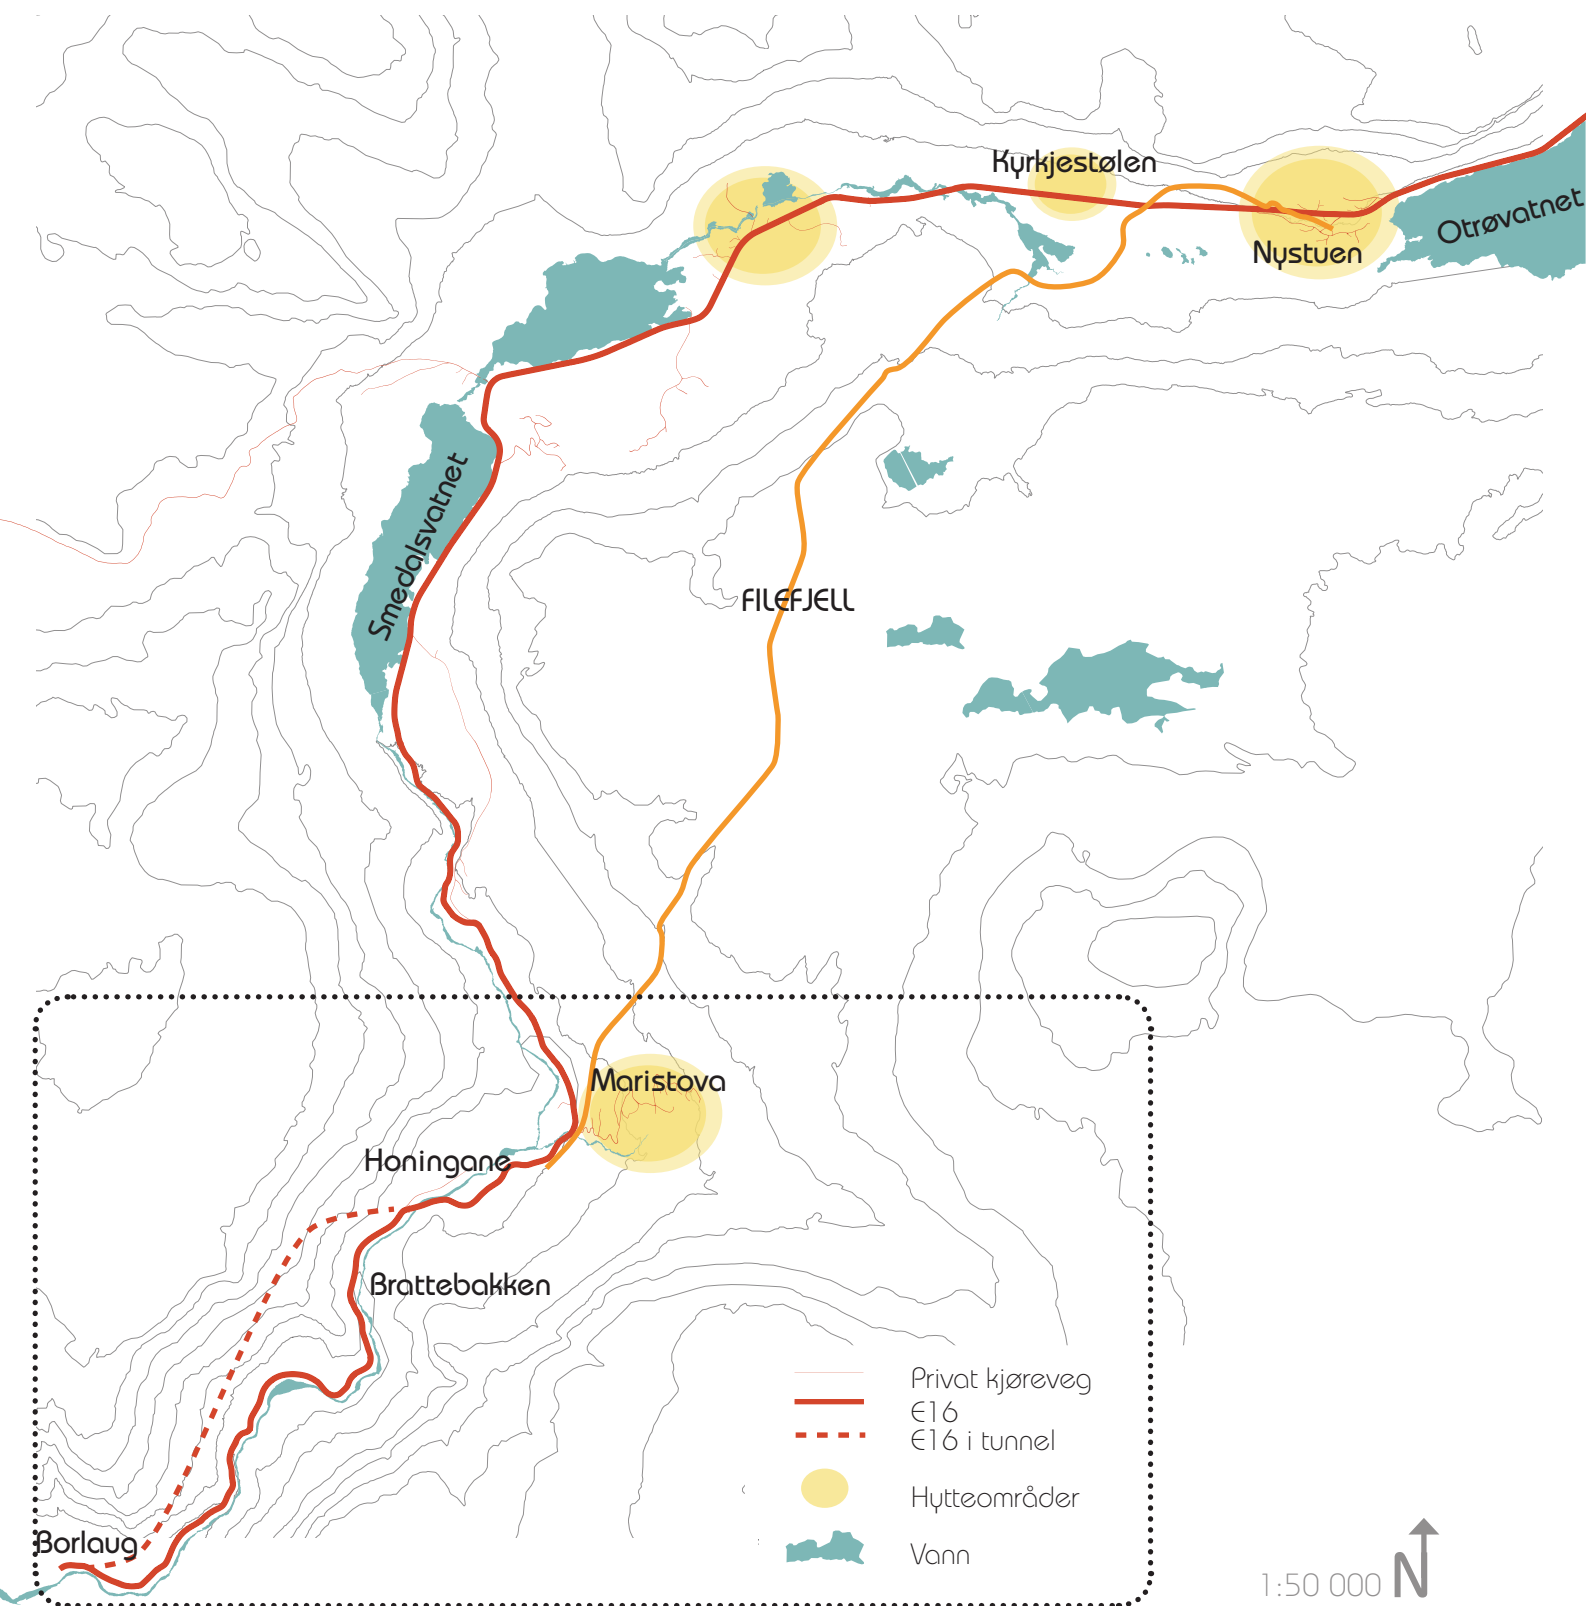 Kyrkjestølen
Otrøvatnet
Nystuen
Smedalsvatnet
FILEFJELL
Maristova
Honingane
Brattebakken
Privat kjøreveg
E16
E16 i tunnel
Hytteområder
Borlaug
Vann
1:50 000 N